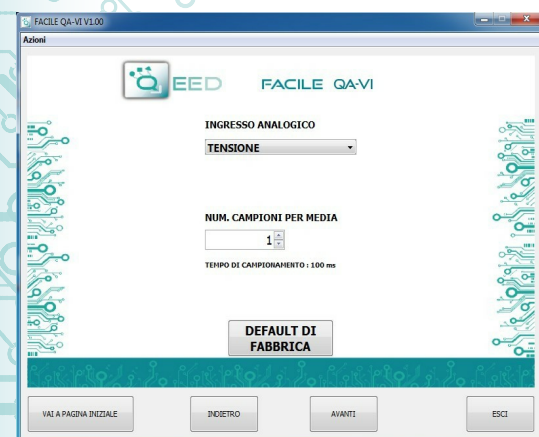 FACILE QA-VI V1.00
Azioni
QEED FACILE QA-VI
INGRESSO ANALOGICO
TENSIONE
NUM. CAMPIONI PER MEDIA
1
TEMPO DI CAMPIONAMENTO : 100 ms
DEFAULT DI
FABBRICA
VAI A PAGINA INIZIALE INDIETRO AVANTI ESCI